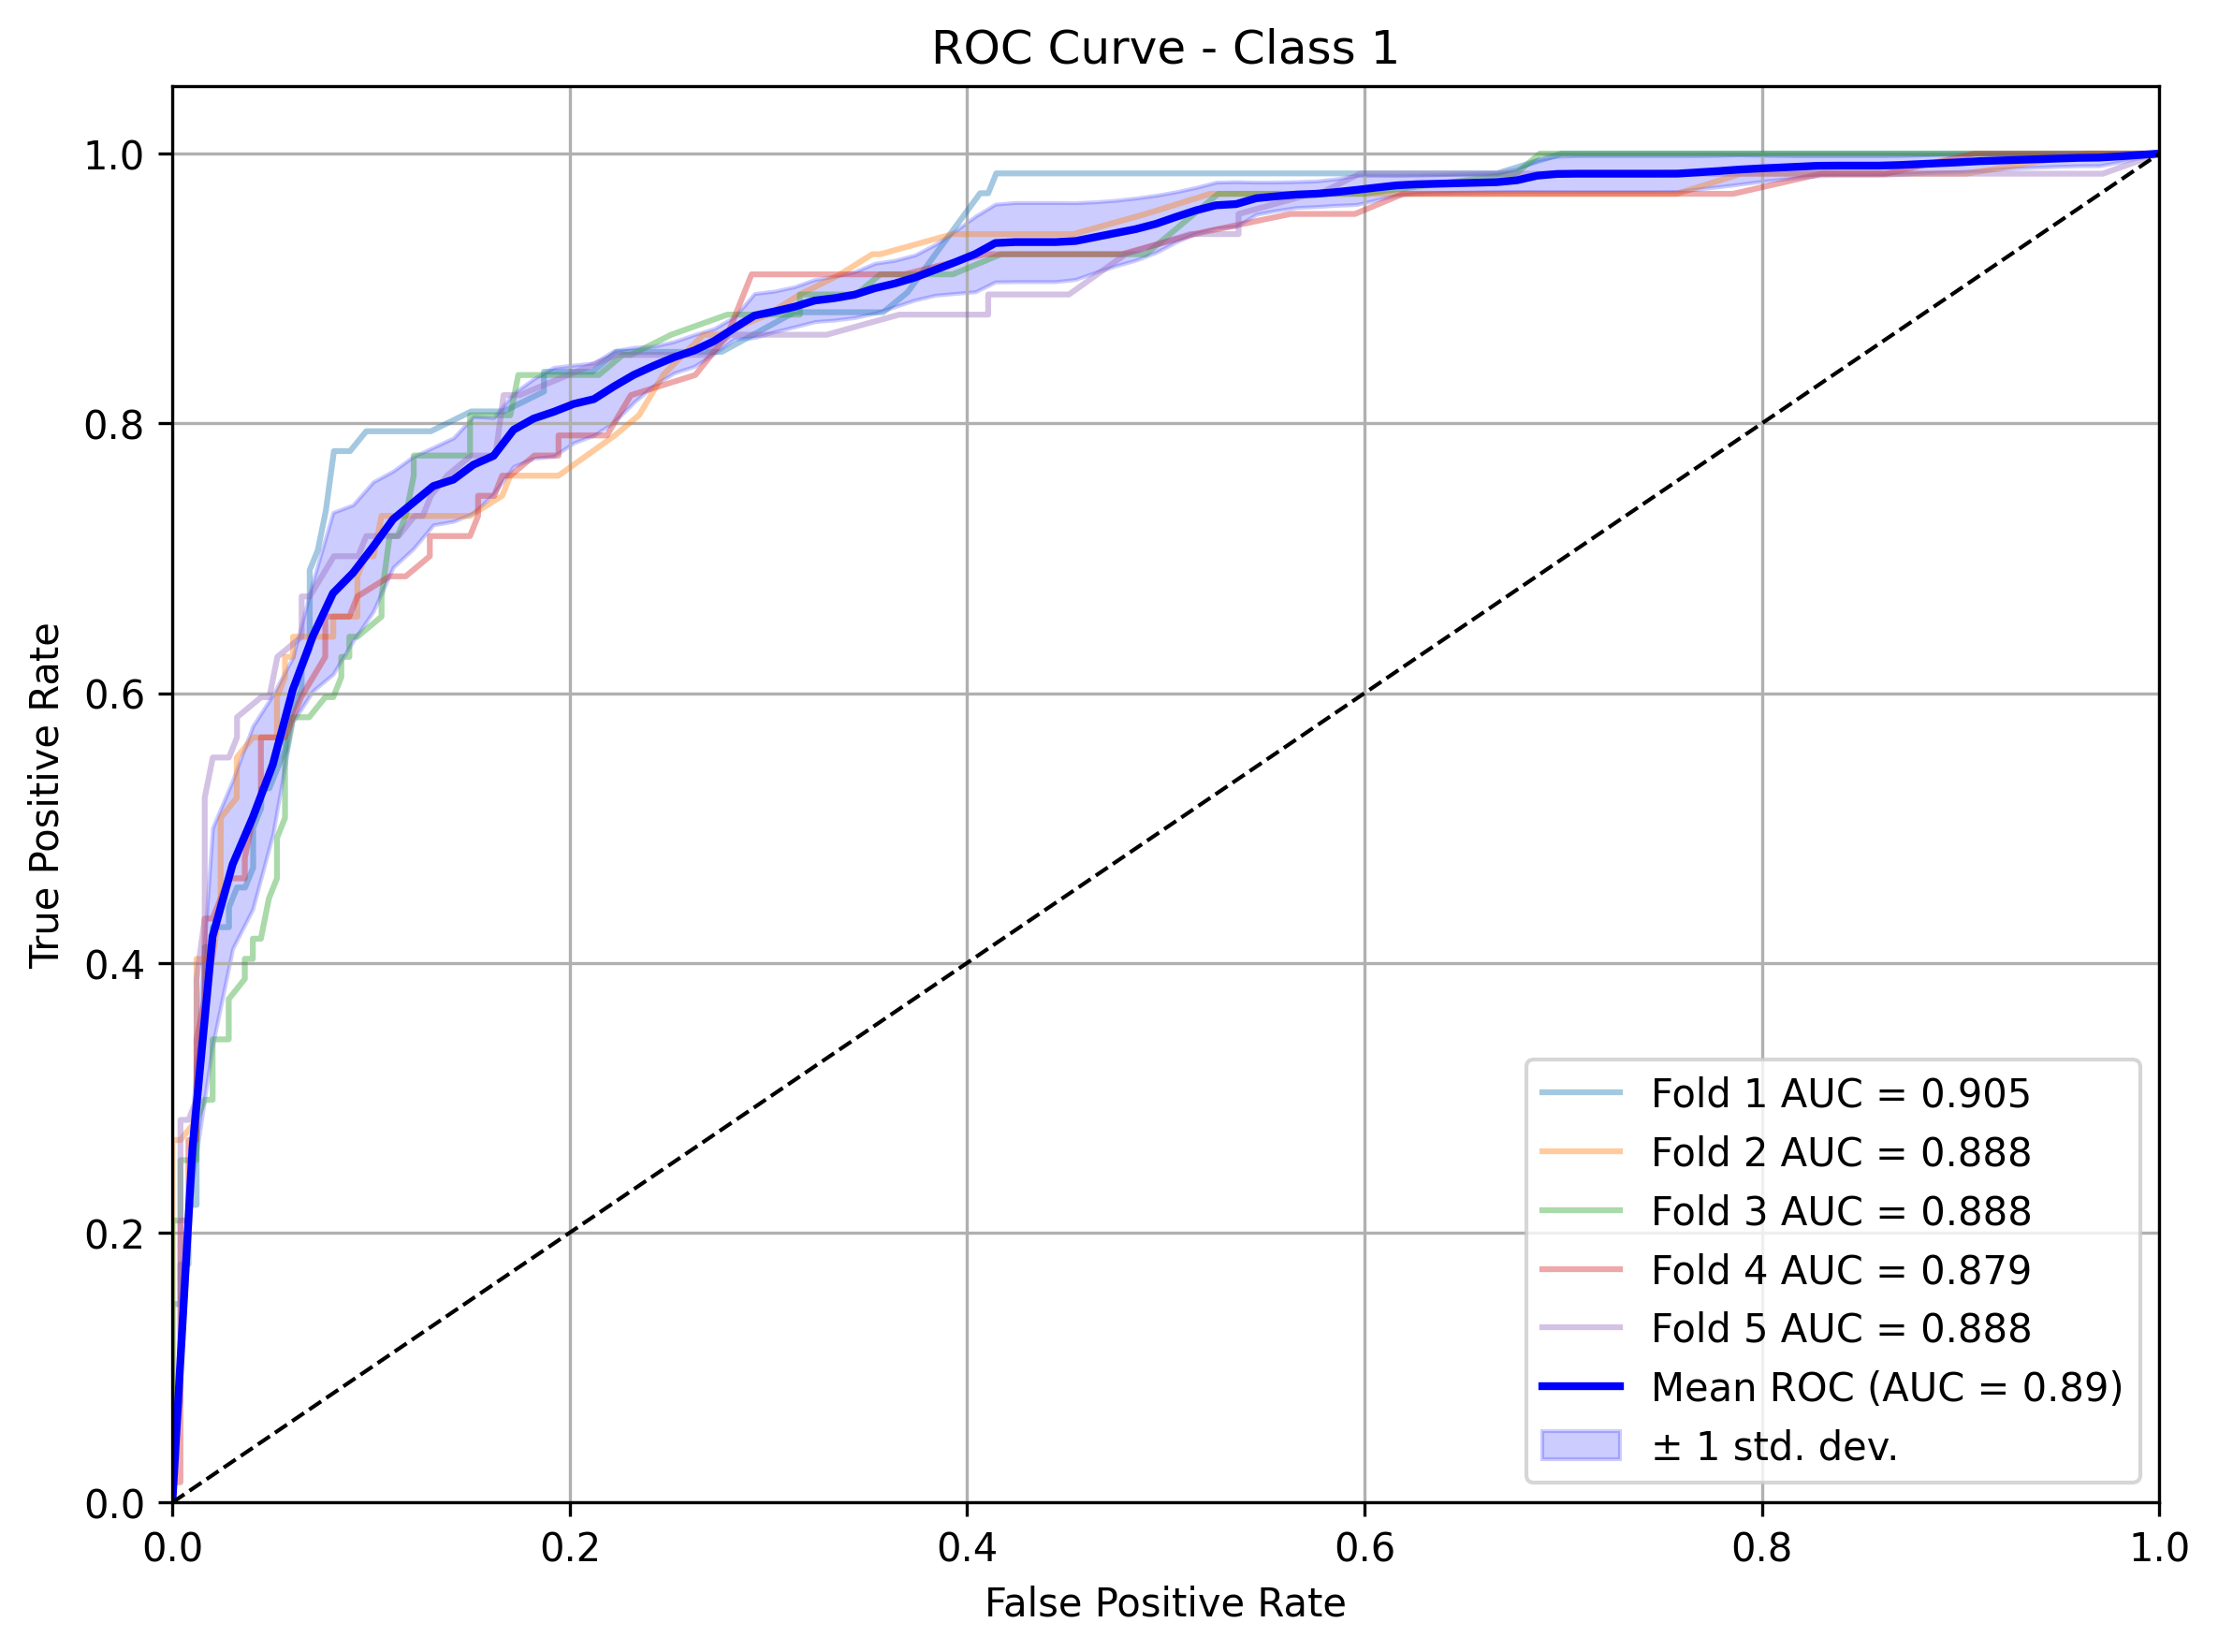 ROC Curve - Class 1
True Positive Rate
1.0
0.8
0.6
0.4
0.2
0.0
0.0 0.2 0.4 0.6 0.8 1.0
False Positive Rate
Fold 1 AUC = 0.905
Fold 2 AUC = 0.888
Fold 3 AUC = 0.888
Fold 4 AUC = 0.879
Fold 5 AUC = 0.888
Mean ROC (AUC = 0.89)
± 1 std. dev.